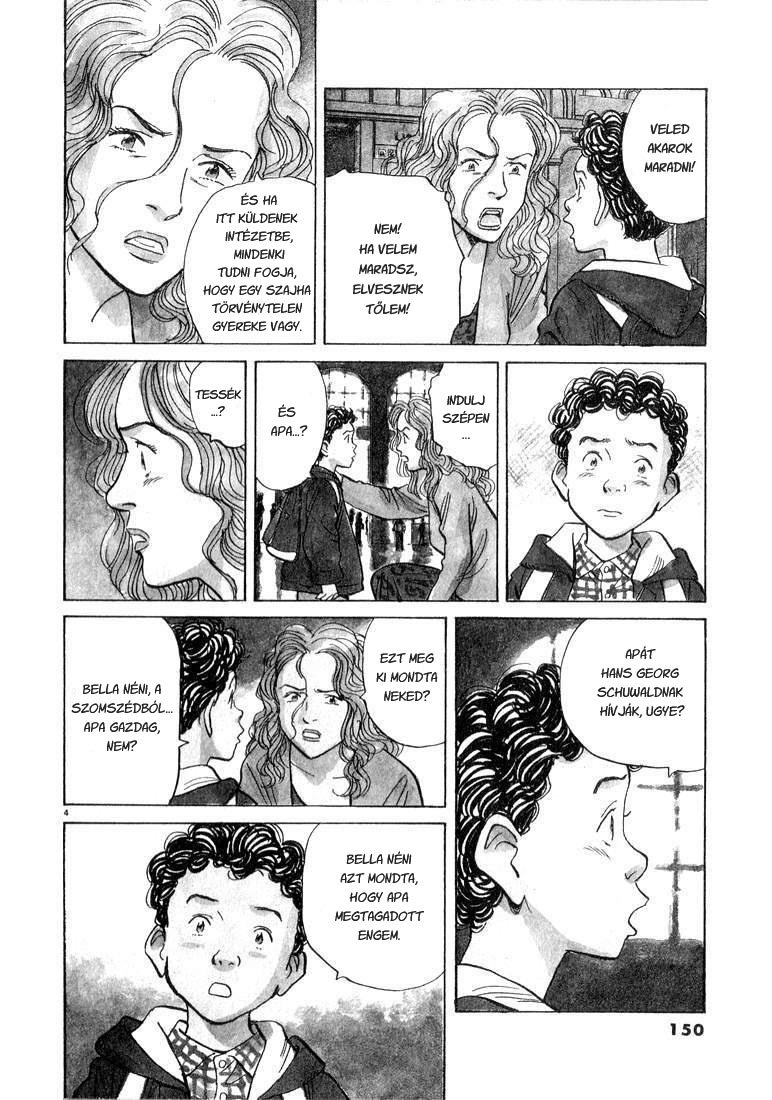 VELED
AKAROK
MARADNI!
NEM!
HA VELEM
MARADSZ,
ELVESZNEK
TŐLEM!
ÉS HA
ITT KÜLDENEK
INTÉZETBE,
MINDENKI
TUDNI FOGJA,
HOGY EGY SZAJHA
TÖRVÉNYTELEN
GYEREKE VAGY.
INDULJ
SZÉPEN
...
ÉS
APA...?
TESSÉK
...?
APÁT
HANS GEORG
SCHUWALDNAK
HÍVJÁK, UGYE?
EZT MEG
KI MONDTA
NEKED?
BELLA NÉNI, A
SZOMSZÉDBÓL...
APA GAZDAG,
NEM?
4
BELLA NÉNI
AZT MONDTA,
HOGY APA
MEGTAGADOTT
ENGEM.
150